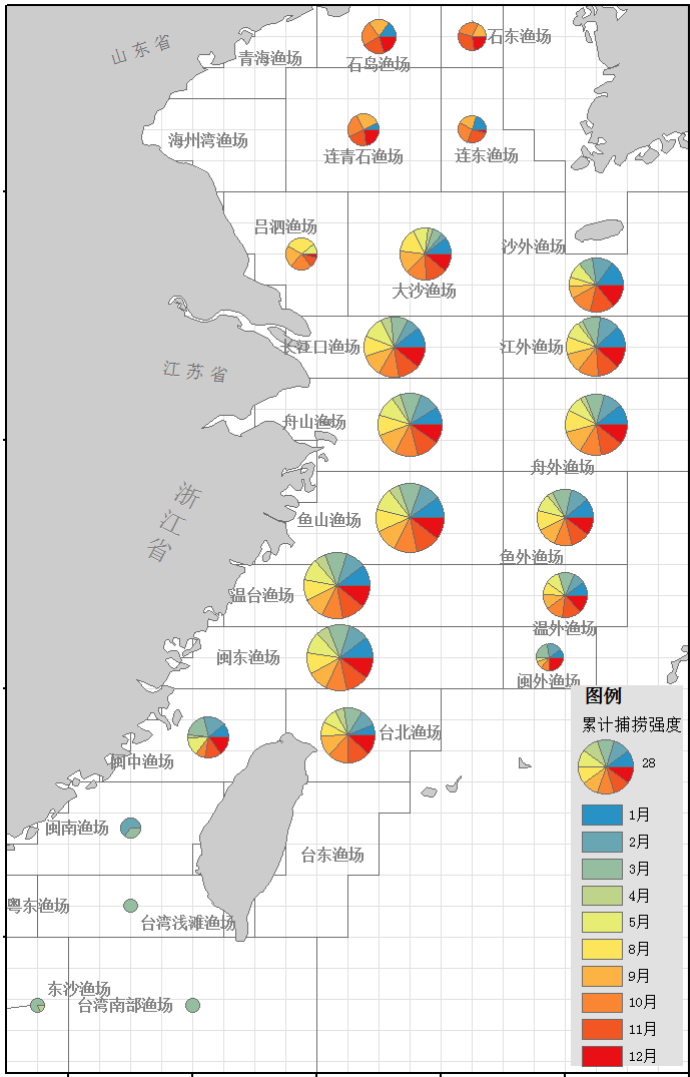 山东省
青海渔场
石岛渔场
石东渔场
海州湾渔场
连青石渔场
连东渔场
吕泗渔场
大沙渔场
沙外渔场
江苏省
长江口渔场
江外渔场
舟山渔场
舟外渔场
浙江省
鱼山渔场
鱼外渔场
温台渔场
温外渔场
闽东渔场
闽外渔场
闽中渔场
台北渔场
闽南渔场
台东渔场
粤东渔场
台湾浅滩渔场
东沙渔场
台湾南部渔场
图例
累计捕捞强度
28
1月
2月
3月
4月
5月
8月
9月
10月
11月
12月